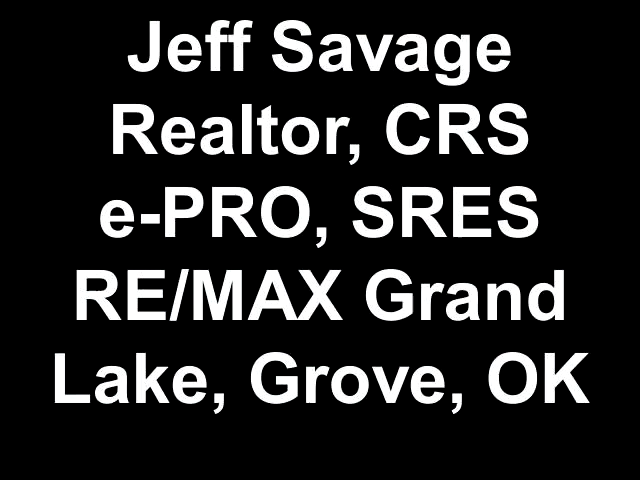 Jeff Savage
Realtor, CRS
e-PRO, SRES
RE/MAX Grand
Lake, Grove, OK